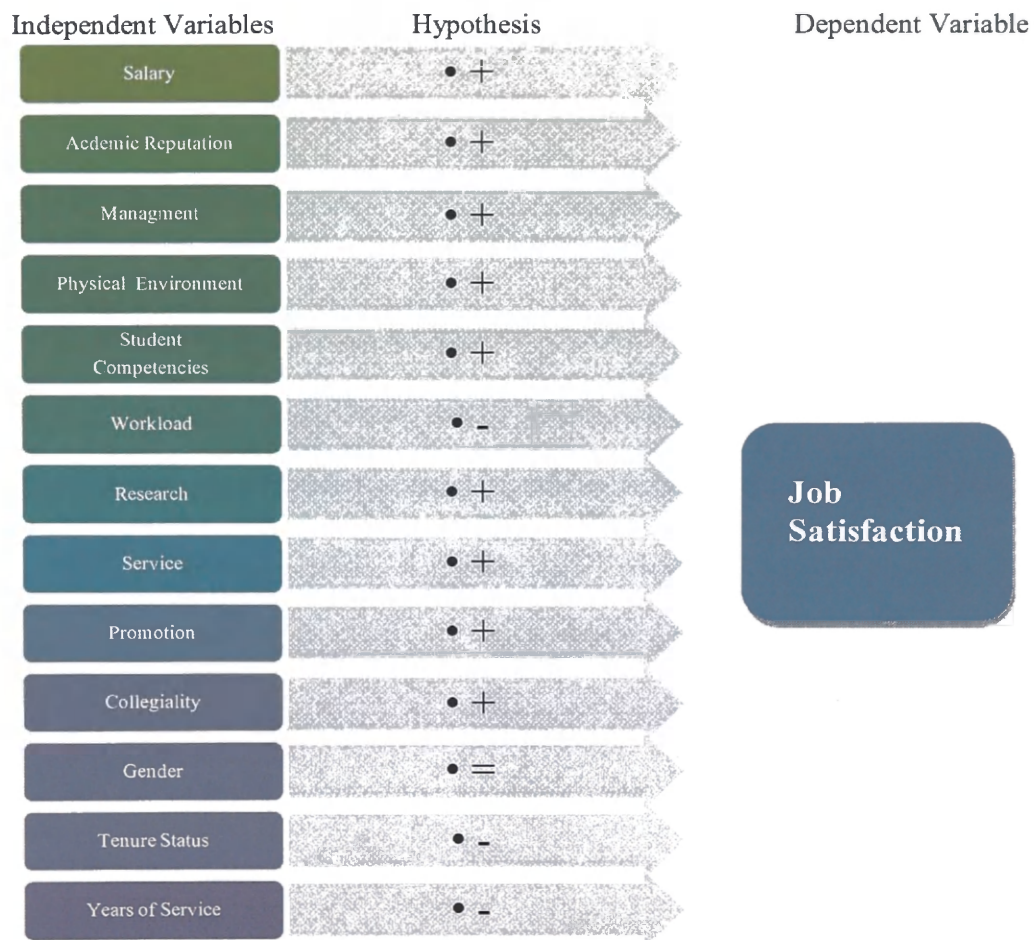 Independent Variables Hypothesis Dependent Variable
Salary • +
Acdemic Reputation • +
Managment • +
Physical Environment • +
Student
Competencies • +
Workload • -
Research • +
Service • +
Promotion • +
Collegiality • +
Gender • =
Tenure Status • -
Years of Service • -
Job
Satisfaction